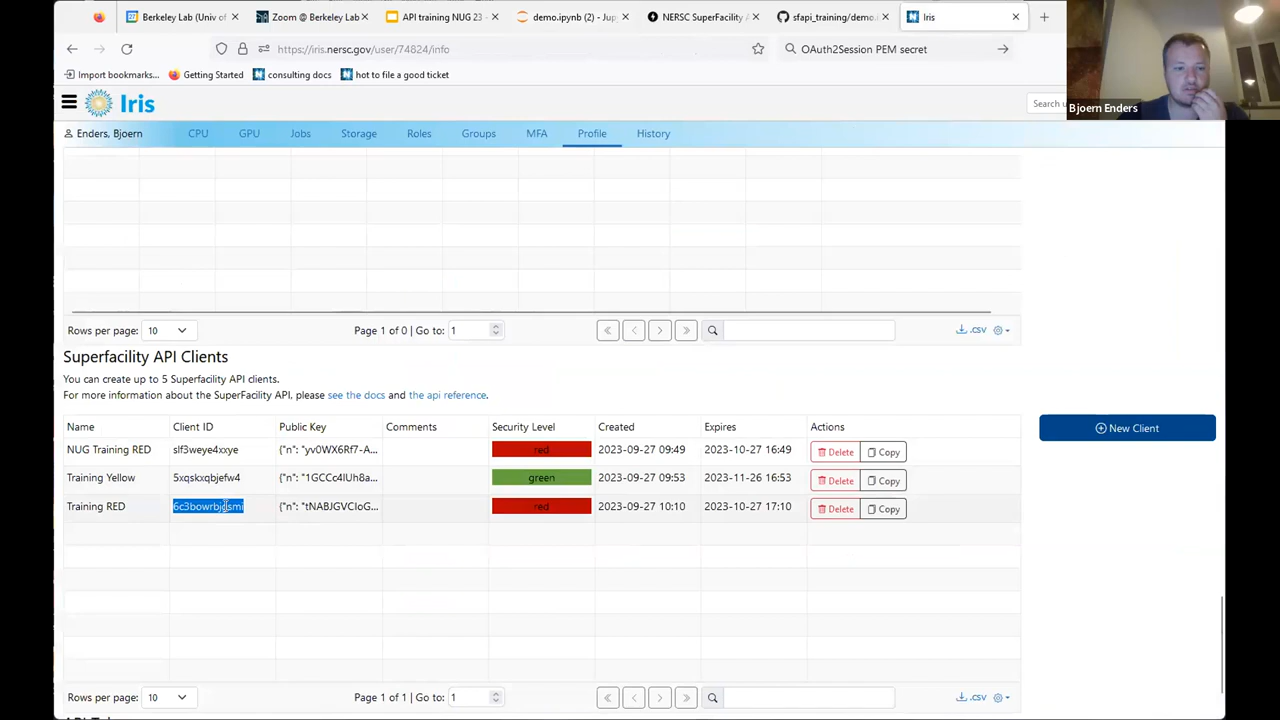 Berkeley Lab (Univ of
Zoom @ Berkeley Lab
API training NUG 23 -
demo.ipynb (2) - Jup
NERSC SuperFacility A
sfapi_training/demo.i
Iris
https://iris.nersc.gov/user/74824/info
OAuth2Session PEM secret
Import bookmarks...
Getting Started
consulting docs
hot to file a good ticket
Bjoern Enders
Iris
Search u
Enders, Bjoern
CPU
GPU
Jobs
Storage
Roles
Groups
MFA
Profile
History
Rows per page: 10
Page 1 of 0 | Go to: 1
.csv
Superfacility API Clients
You can create up to 5 Superfacility API clients.
For more information about the SuperFacility API, please see the docs and the api reference.
Name Client ID Public Key Comments Security Level Created Expires Actions
New Client
NUG Training RED slf3weye4xxye {"n": "yv0WX6Rf7-A... red 2023-09-27 09:49 2023-10-27 16:49 Delete Copy
Training Yellow 5xqskxqbjefw4 {"n": "1GCCc4lUh8a... green 2023-09-27 09:53 2023-11-26 16:53 Delete Copy
Training RED {"n": "tNABJGVCIoG... red 2023-09-27 10:10 2023-10-27 17:10 Delete Copy
Rows per page: 10
Page 1 of 1 | Go to: 1
.csv